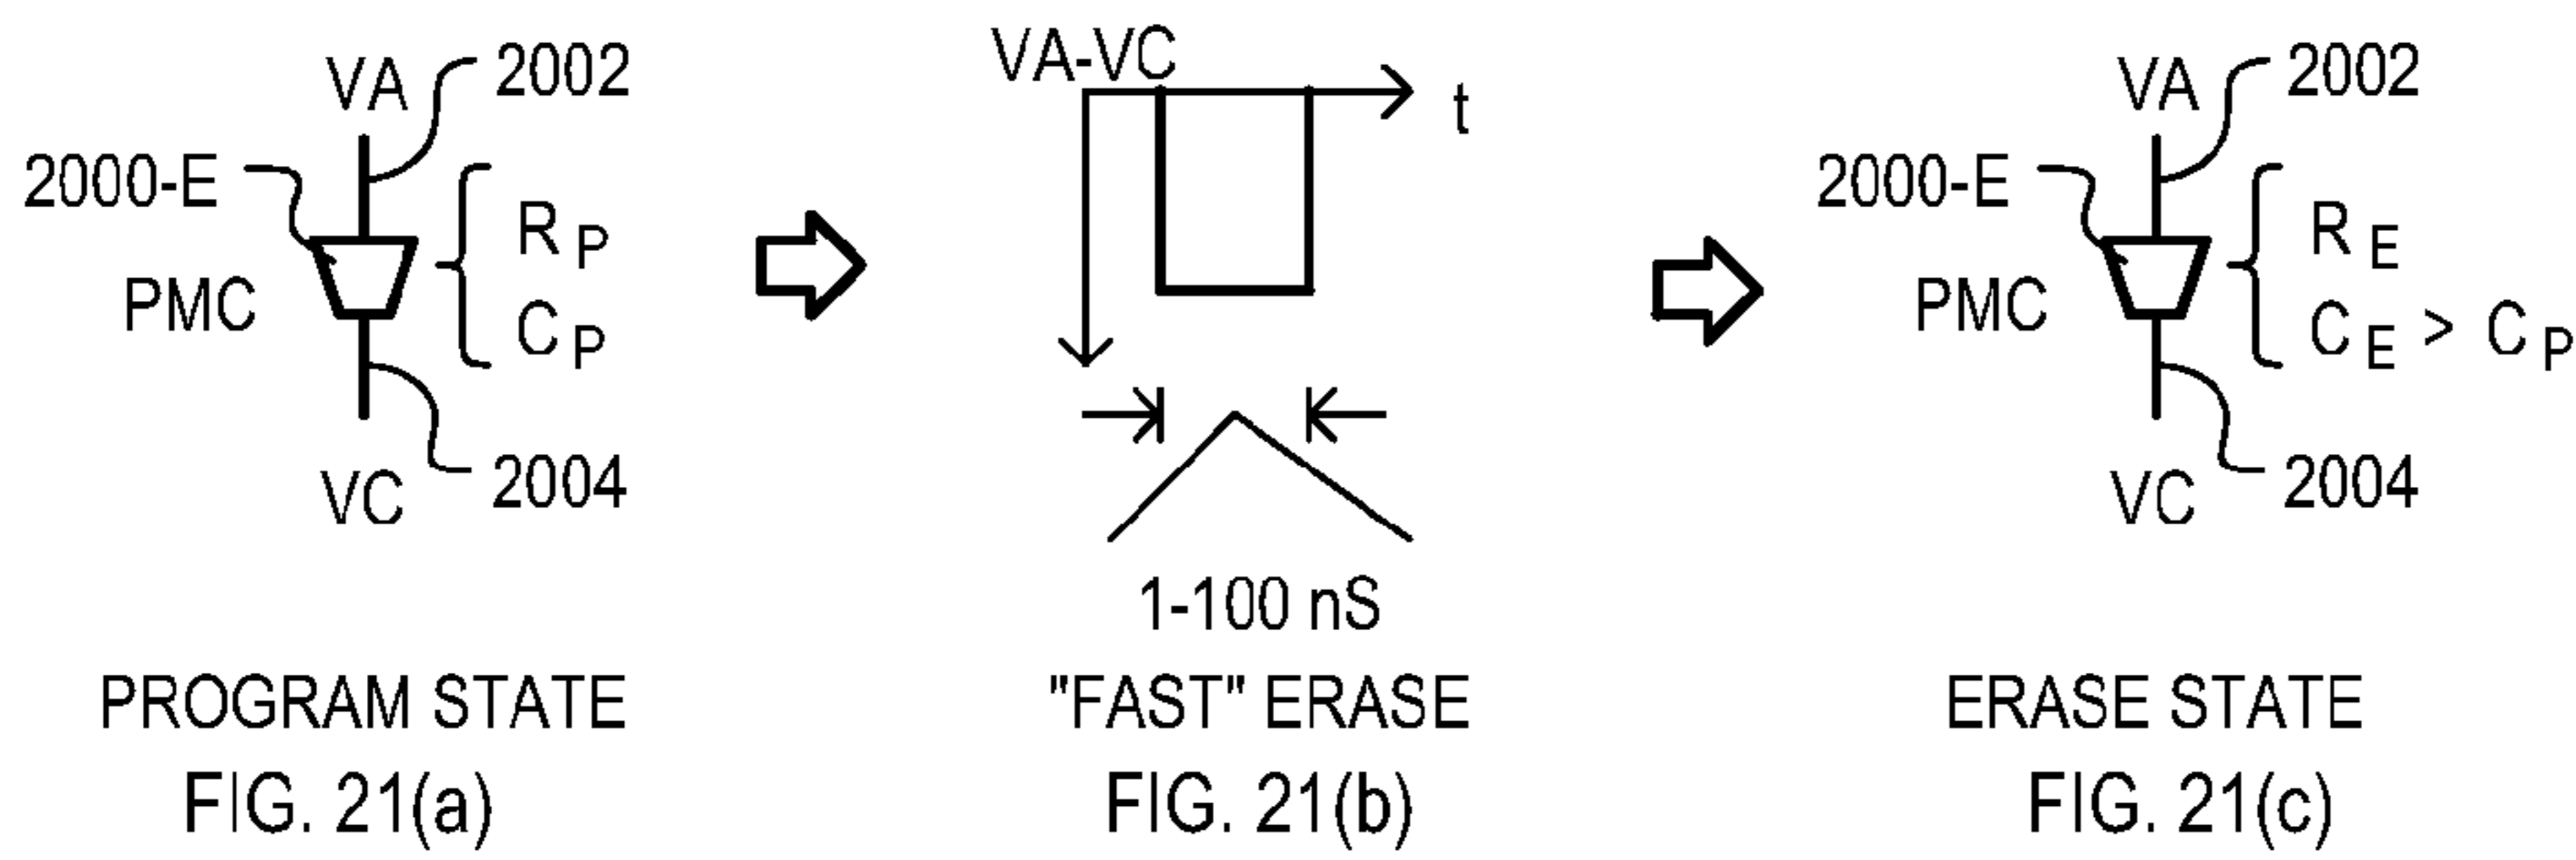 VA 2002
2000-E
PMC
R P
C P
VC 2004
PROGRAM STATE
FIG. 21(a)
VA-VC
t
1-100 nS
"FAST" ERASE
FIG. 21(b)
VA 2002
2000-E
PMC
R E
C E > C P
VC 2004
ERASE STATE
FIG. 21(c)